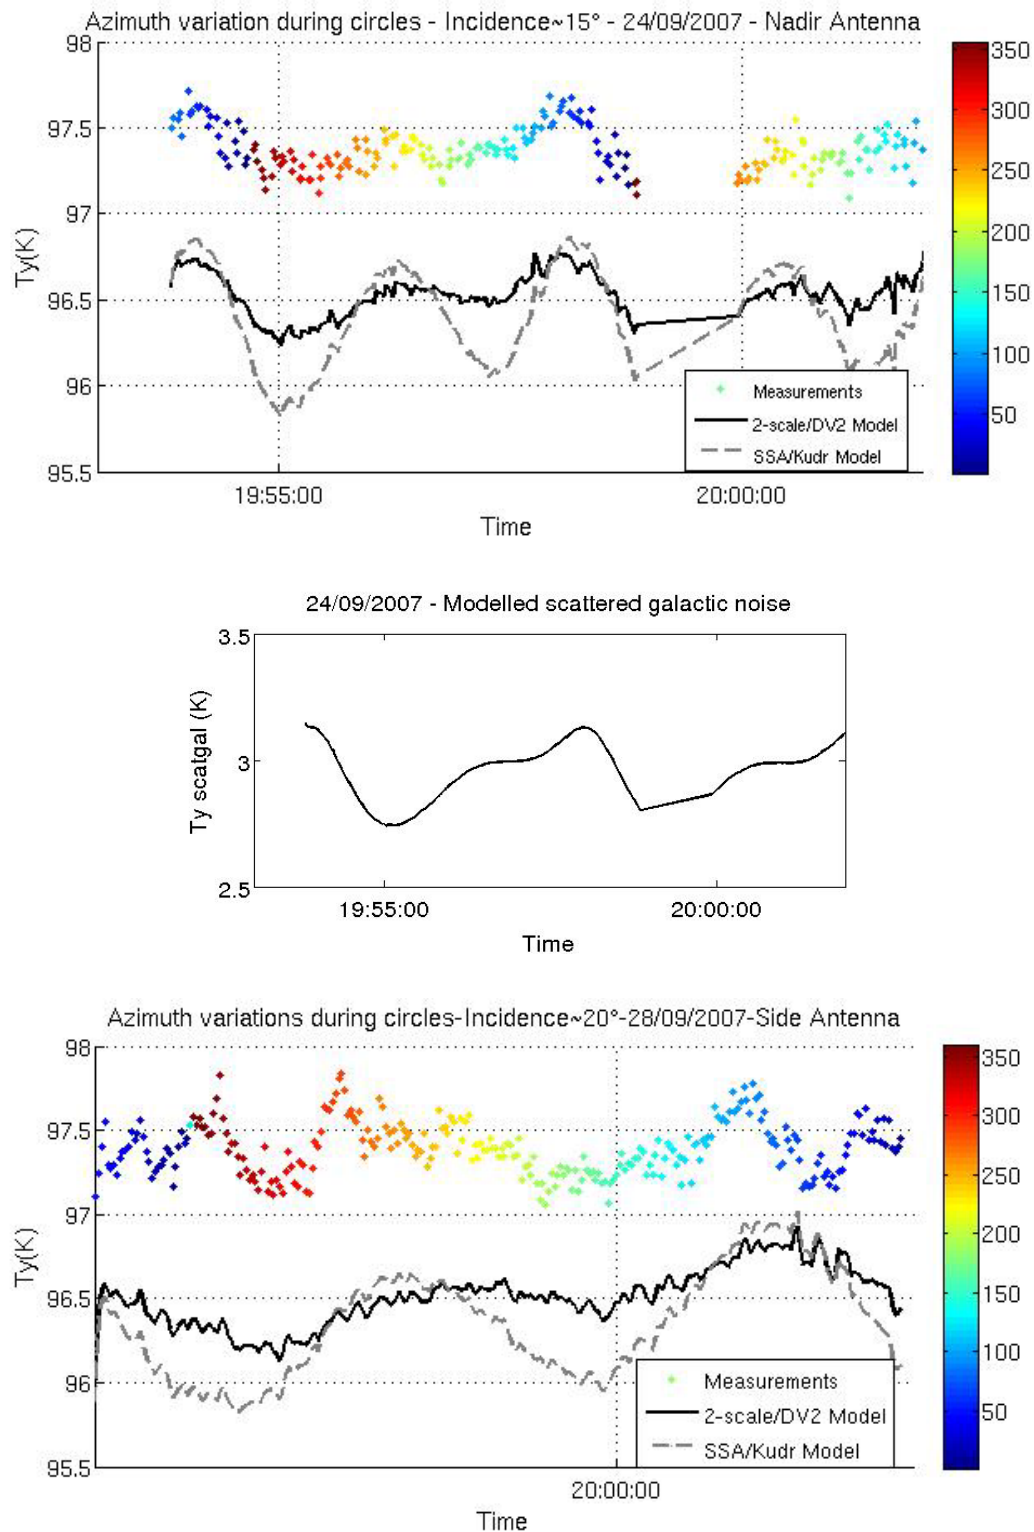 Azimuth variation during circles - Incidence~15° - 24/09/2007 - Nadir Antenna
98
97.5
97
96.5
96
95.5
Ty(K)
19:55:00
20:00:00
Time
Measurements
2-scale/DV2 Model
SSA/Kudr Model
350
300
250
200
150
100
50
24/09/2007 - Modelled scattered galactic noise
3.5
3
2.5
Ty scatgal (K)
19:55:00
20:00:00
Time
Azimuth variations during circles-Incidence~20°-28/09/2007-Side Antenna
98
97.5
97
96.5
96
95.5
Ty(K)
20:00:00
Time
Measurements
2-scale/DV2 Model
SSA/Kudr Model
350
300
250
200
150
100
50